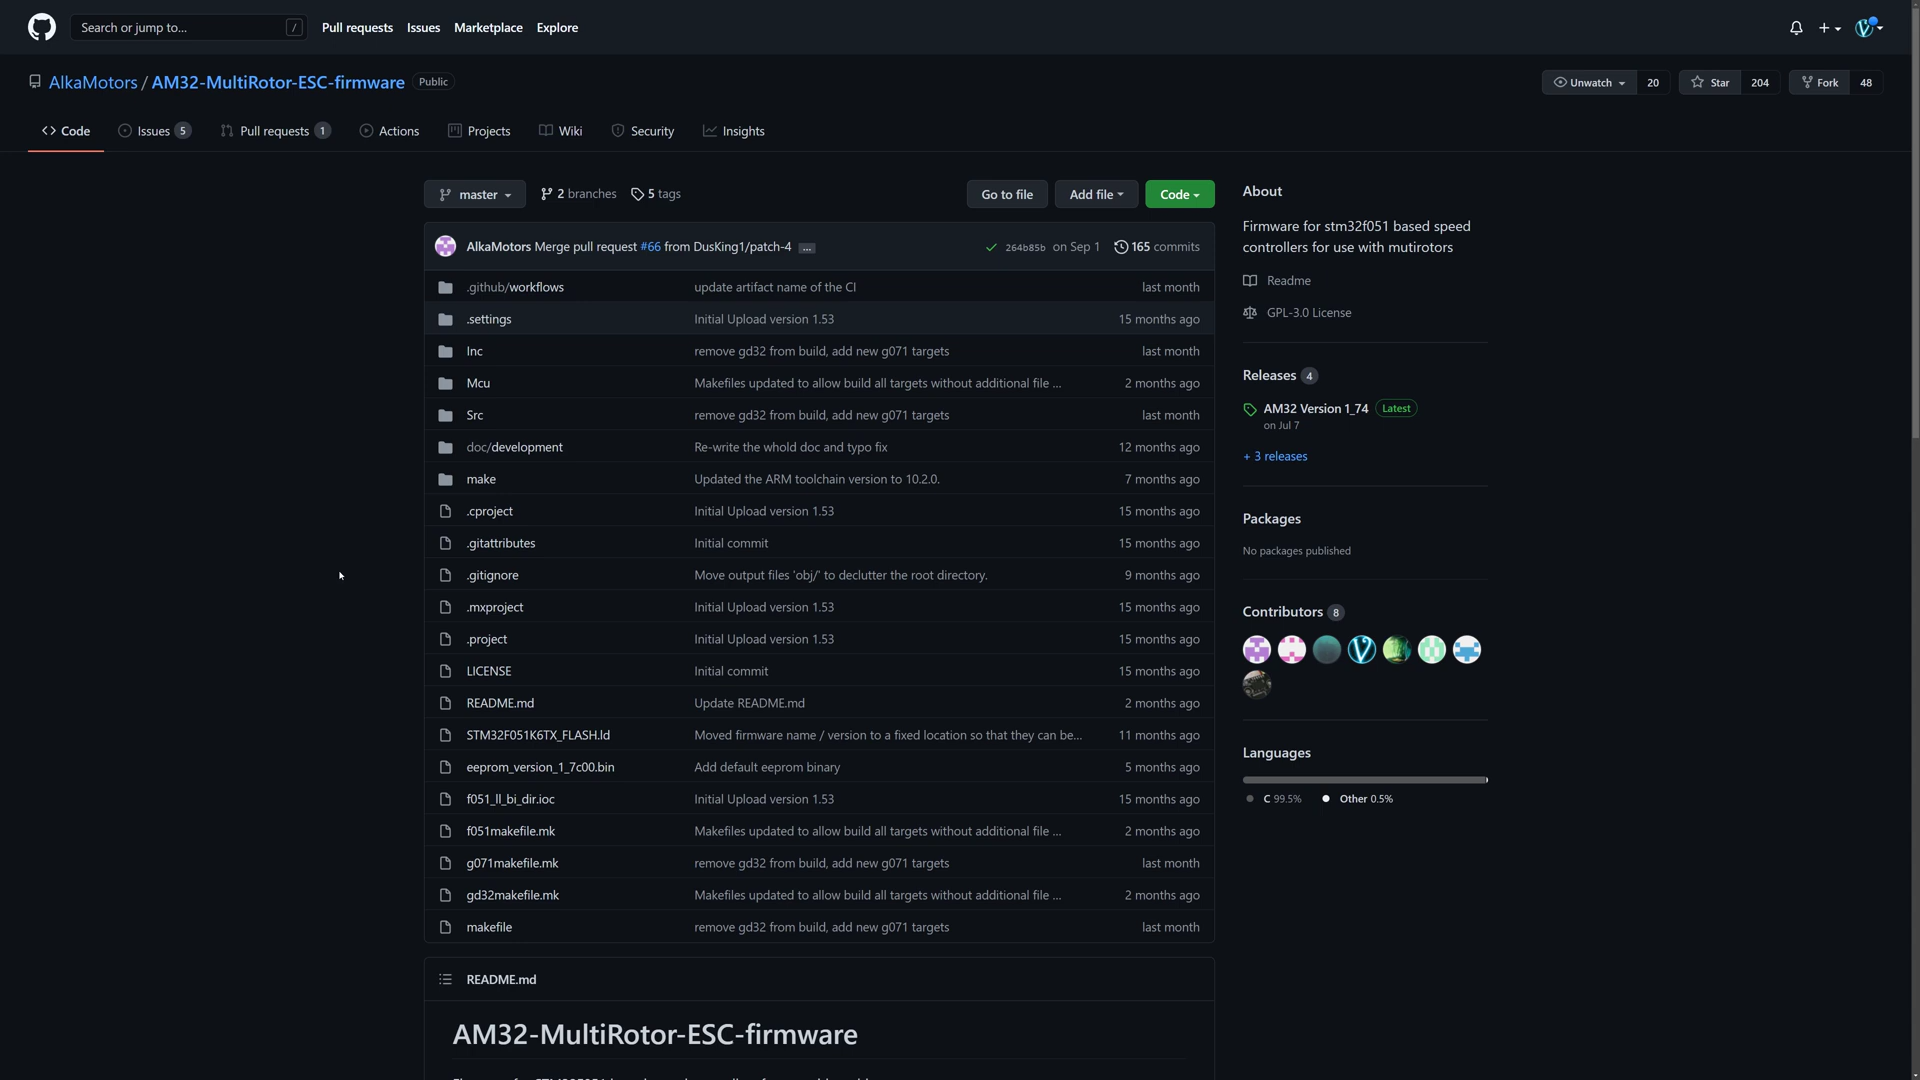 Search or jump to... /
Pull requests Issues Marketplace Explore
AlkaMotors / AM32-MultiRotor-ESC-firmware Public
Unwatch 20 Star 204 Fork 48
Code Issues 5 Pull requests 1 Actions Projects Wiki Security Insights
master 2 branches 5 tags Go to file Add file Code
AlkaMotors Merge pull request #66 from DusKing1/patch-4 ... 264b85b on Sep 1 165 commits
.github/workflows update artifact name of the CI last month
.settings Initial Upload version 1.53 15 months ago
Inc remove gd32 from build, add new g071 targets last month
Mcu Makefiles updated to allow build all targets without additional file ... 2 months ago
Src remove gd32 from build, add new g071 targets last month
doc/development Re-write the whold doc and typo fix 12 months ago
make Updated the ARM toolchain version to 10.2.0. 7 months ago
.cproject Initial Upload version 1.53 15 months ago
.gitattributes Initial commit 15 months ago
.gitignore Move output files 'obj/' to declutter the root directory. 9 months ago
.mxproject Initial Upload version 1.53 15 months ago
.project Initial Upload version 1.53 15 months ago
LICENSE Initial commit 15 months ago
README.md Update README.md 2 months ago
STM32F051K6TX_FLASH.ld Moved firmware name / version to a fixed location so that they can be... 11 months ago
eeprom_version_1_7c00.bin Add default eeprom binary 5 months ago
f051_ll_bi_dir.ioc Initial Upload version 1.53 15 months ago
f051makefile.mk Makefiles updated to allow build all targets without additional file ... 2 months ago
g071makefile.mk remove gd32 from build, add new g071 targets last month
gd32makefile.mk Makefiles updated to allow build all targets without additional file ... 2 months ago
makefile remove gd32 from build, add new g071 targets last month
README.md
AM32-MultiRotor-ESC-firmware
About
Firmware for stm32f051 based speed
controllers for use with mutirotors
Readme
GPL-3.0 License
Releases 4
AM32 Version 1_74 Latest
on Jul 7
+ 3 releases
Packages
No packages published
Contributors 8
Languages
C 99.5% Other 0.5%